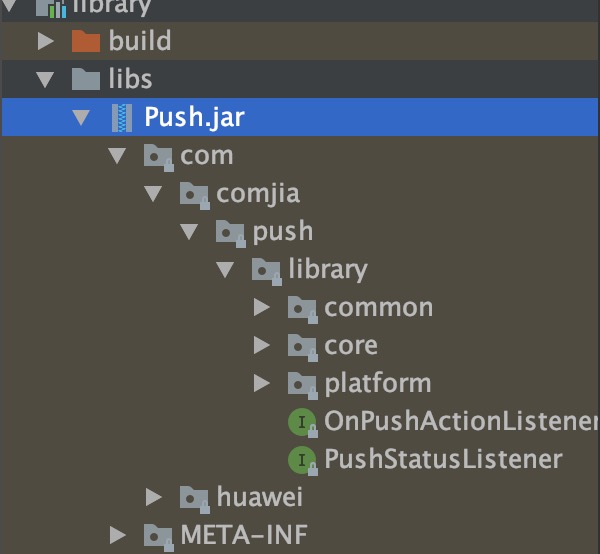 library
build
libs
Push.jar
com
comjia
push
library
common
core
platform
I OnPushActionListener
I PushStatusListener
huawei
META-INF